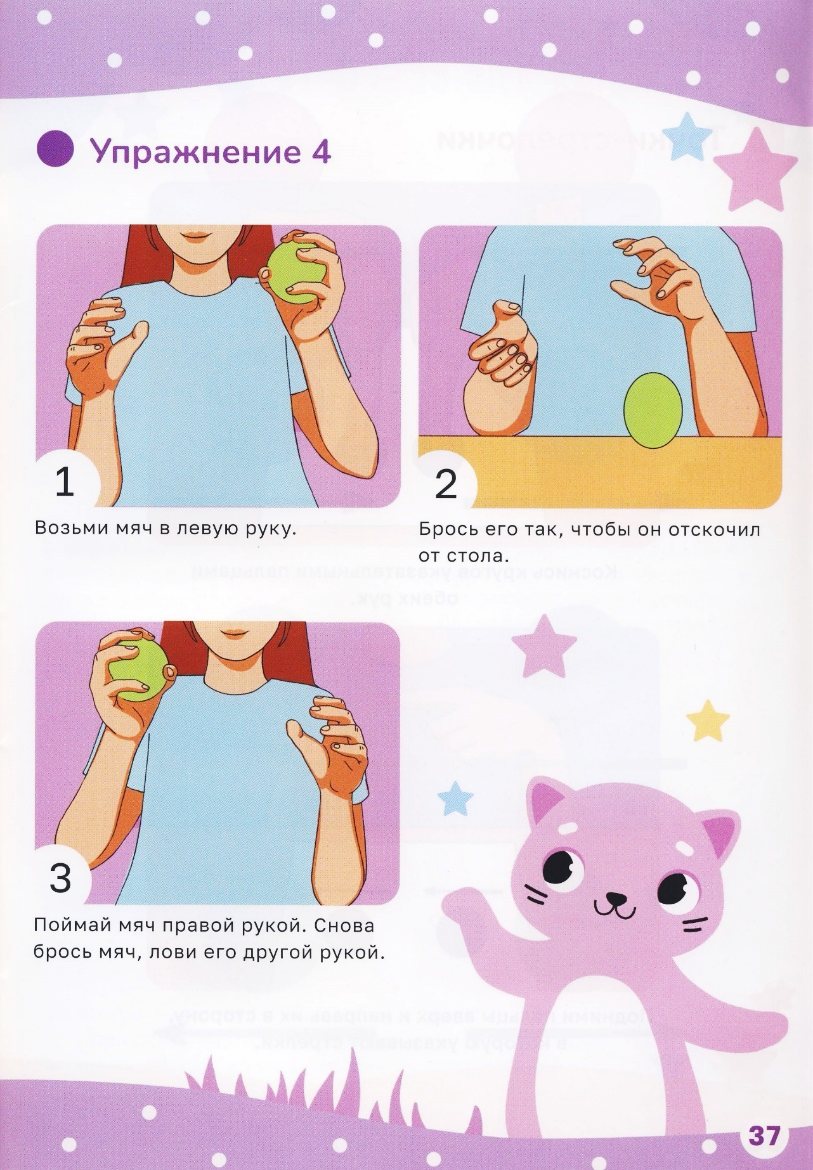 Упражнение 4
1
Возьми мяч в левую руку.
2
Брось его так, чтобы он отскочил
от стола.
3
Поймай мяч правой рукой. Снова
брось мяч, лови его другой рукой.
37